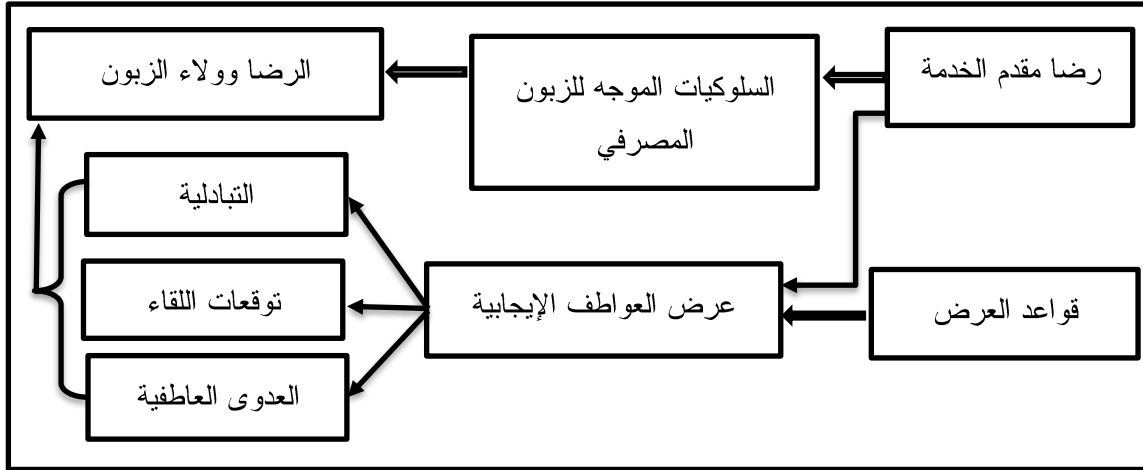 رضا مقدم الخدمة
السلوكيات الموجه للزبون
المصرفي
الرضا وولاء الزبون
التبادلية
توقعات اللقاء
العدوى العاطفية
عرض العواطف الإيجابية
قواعد العرض